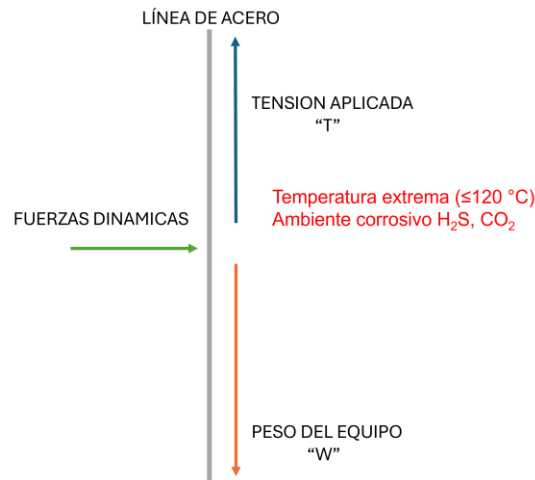 LÍNEA DE ACERO
TENSION APLICADA
“T”
Temperatura extrema (≤120 °C)
Ambiente corrosivo H₂S, CO₂
FUERZAS DINAMICAS
PESO DEL EQUIPO
“W”